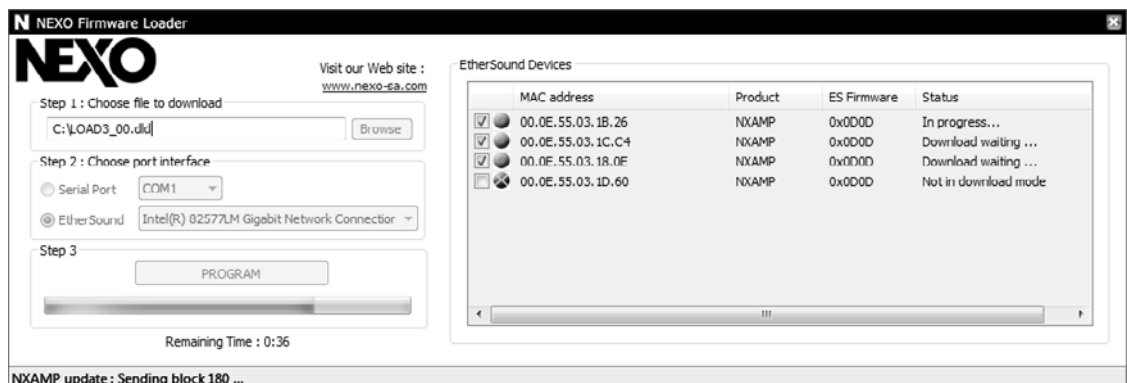 N NEXO Firmware Loader
NEXO
Visit our Web site :
www.nexo-sa.com
Step 1 : Choose file to download
C:\LOAD3_00.dld
Browse
Step 2 : Choose port interface
Serial Port
COM1
EtherSound
Intel(R) 82577LM Gigabit Network Connectior
Step 3
PROGRAM
Remaining Time : 0:36
EtherSound Devices
MAC address Product ES Firmware Status
00.0E.55.03.1B.26 NXAMP 0x0D0D In progress...
00.0E.55.03.1C.C4 NXAMP 0x0D0D Download waiting ...
00.0E.55.03.18.0E NXAMP 0x0D0D Download waiting ...
00.0E.55.03.1D.60 NXAMP 0x0D0D Not in download mode
NXAMP update : Sending block 180 ...